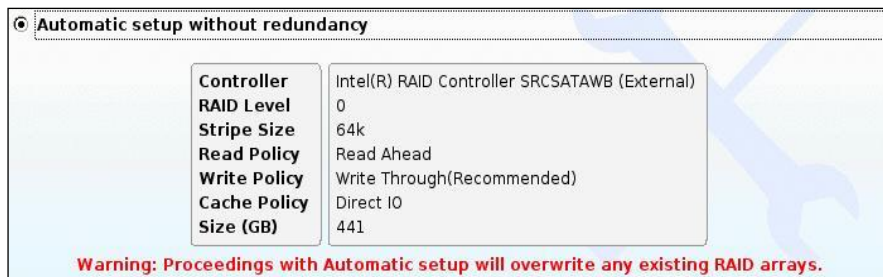 Automatic setup without redundancy
Controller Intel(R) RAID Controller SRCSATAWB (External)
RAID Level 0
Stripe Size 64k
Read Policy Read Ahead
Write Policy Write Through(Recommended)
Cache Policy Direct IO
Size (GB) 441
Warning: Proceedings with Automatic setup will overwrite any existing RAID arrays.